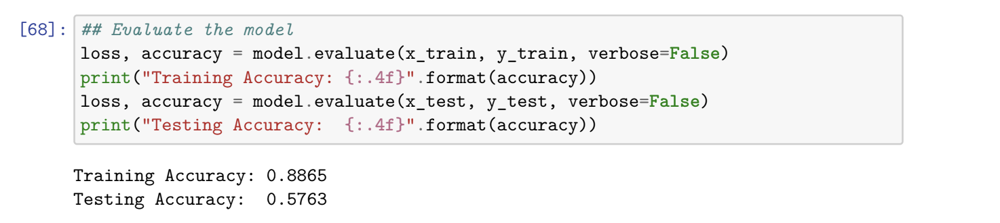 [68]: ## Evaluate the model
loss, accuracy = model.evaluate(x_train, y_train, verbose=False)
print("Training Accuracy: {:.4f}".format(accuracy))
loss, accuracy = model.evaluate(x_test, y_test, verbose=False)
print("Testing Accuracy:  {:.4f}".format(accuracy))
Training Accuracy: 0.8865
Testing Accuracy:  0.5763